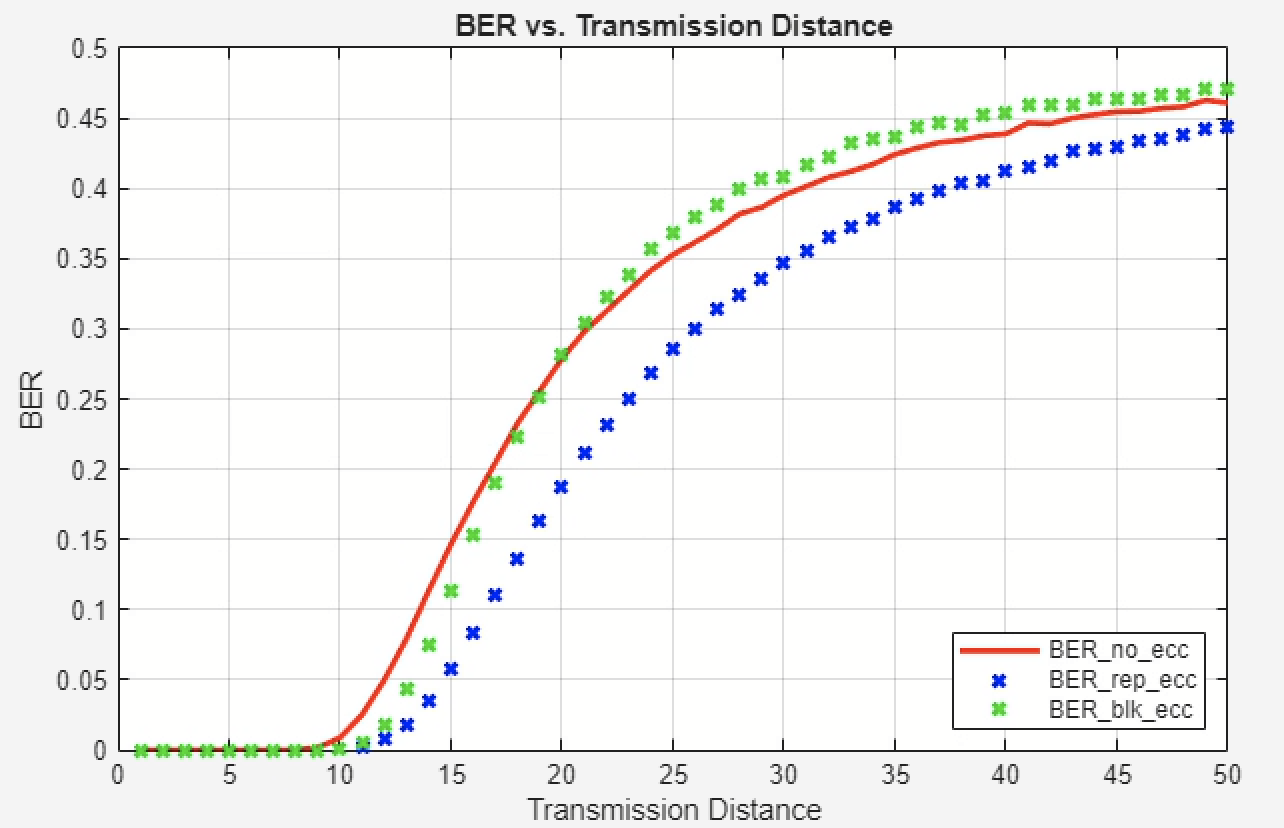 BER vs. Transmission Distance
0.5
0.45
0.4
0.35
0.3
0.25
0.2
0.15
0.1
0.05
0
BER
BER_no_ecc
BER_rep_ecc
BER_blk_ecc
0 5 10 15 20 25 30 35 40 45 50
Transmission Distance